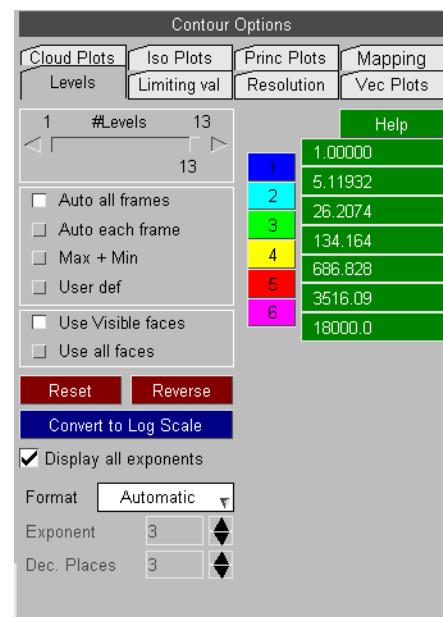 Contour Options
Cloud Plots Iso Plots Princ Plots Mapping
Levels Limiting val Resolution Vec Plots
1 #Levels 13
13
Help
1.00000
1
5.11932
2
26.2074
3
134.164
4
686.828
5
3516.09
6
18000.0
Auto all frames
Auto each frame
Max + Min
User def
Use Visible faces
Use all faces
Reset Reverse
Convert to Log Scale
Display all exponents
Format Automatic
Exponent 3
Dec. Places 3